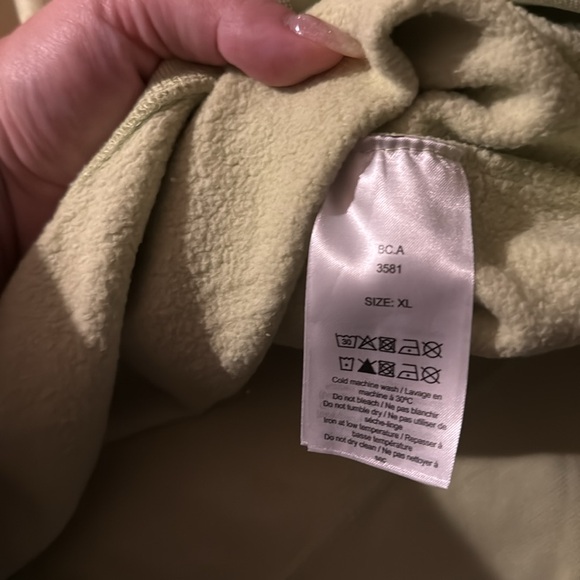 BC.A
3581
SIZE: XL
30
Cold machine wash / Lavage en
machine à 30°C
Do not bleach / Ne pas blanchir
Do not tumble dry / Ne pas utiliser de
sèche-linge
Iron at low temperature / Repasser à
basse température
Do not dry clean / Ne pas nettoyer à
sec